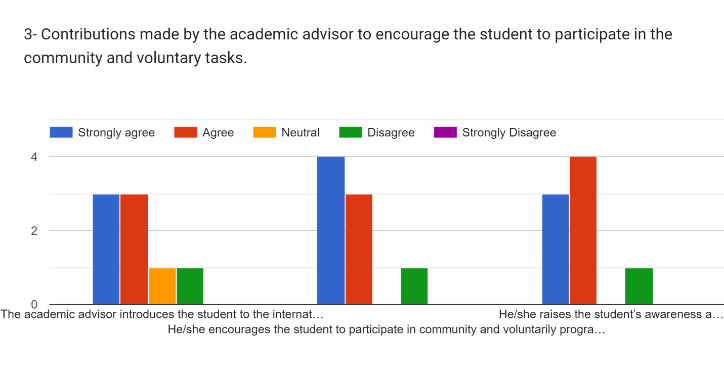 3- Contributions made by the academic advisor to encourage the student to participate in the
community and voluntary tasks.
Strongly agree Agree Neutral Disagree Strongly Disagree
4
2
0
The academic advisor introduces the student to the internat… He/she raises the student's awareness a…
He/she encourages the student to participate in community and voluntarily progra…